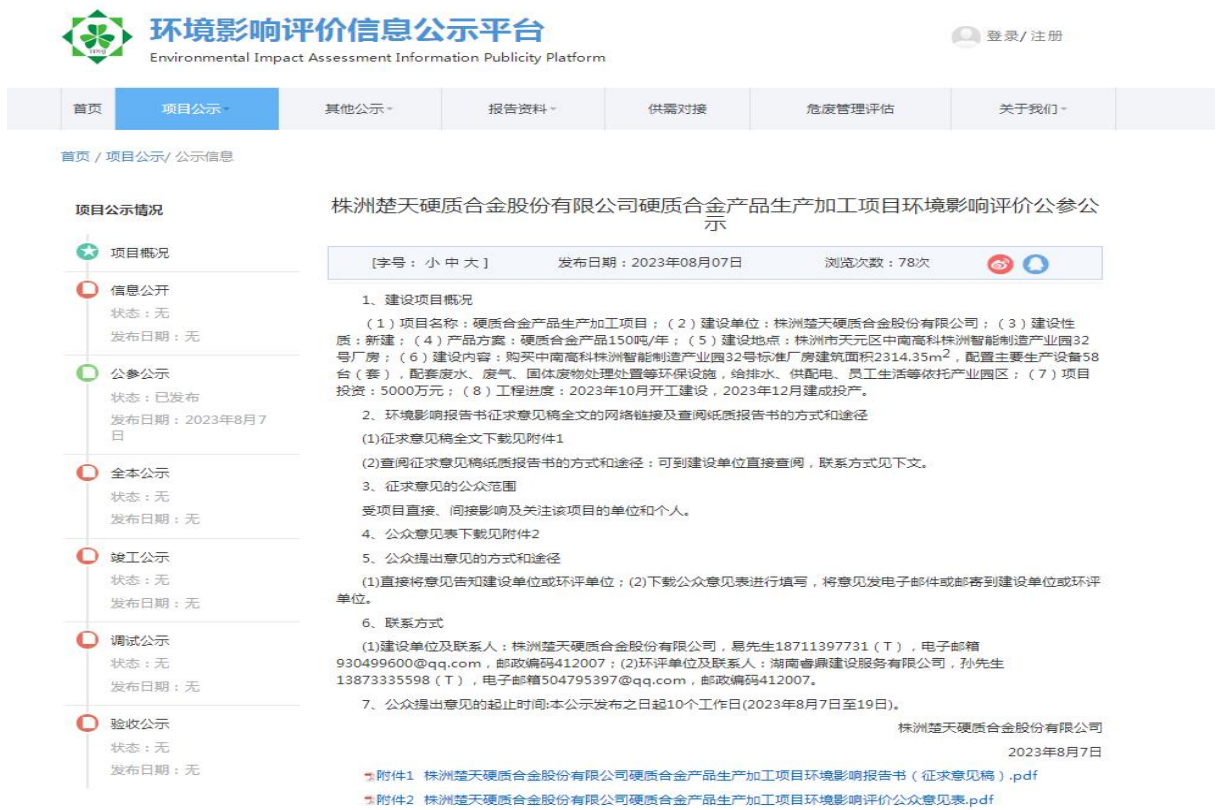 环境影响评价信息公示平台
Environmental Impact Assessment Information Publicity Platform
登录/ 注册
首页 项目公示 其他公示 报告资料 供需对接 危废管理评估 关于我们
首页 / 项目公示/ 公示信息
项目公示情况
项目概况
信息公开
状态：无
发布日期：无
公参公示
状态：已发布
发布日期：2023年8月7
日
全本公示
状态：无
发布日期：无
竣工公示
状态：无
发布日期：无
调试公示
状态：无
发布日期：无
验收公示
状态：无
发布日期：无
株洲楚天硬质合金股份有限公司硬质合金产品生产加工项目环境影响评价公参公
示
[字号： 小 中 大 ] 发布日期：2023年08月07日 浏览次数：78次
1、建设项目概况
（1）项目名称：硬质合金产品生产加工项目；（2）建设单位：株洲楚天硬质合金股份有限公司；（3）建设性
质：新建；（4）产品方案：硬质合金产品150吨/年；（5）建设地点：株洲市天元区中南高科株洲智能制造产业园32
号厂房；（6）建设内容：购买中南高科株洲智能制造产业园32号标准厂房建筑面积2314.35m²，配置主要生产设备58
台（套），配套废水、废气、固体废物处理处置等环保设施，给排水、供配电、员工生活等依托产业园区；（7）项目
投资：5000万元；（8）工程进度：2023年10月开工建设，2023年12月建成投产。
2、环境影响报告书征求意见稿全文的网络链接及查阅纸质报告书的方式和途径
(1)征求意见稿全文下载见附件1
(2)查阅征求意见稿纸质报告书的方式和途径：可到建设单位直接查阅，联系方式见下文。
3、征求意见的公众范围
受项目直接、间接影响及关注该项目的单位和个人。
4、公众意见表下载见附件2
5、公众提出意见的方式和途径
(1)直接将意见告知建设单位或环评单位；(2)下载公众意见表进行填写，将意见发电子邮件或邮寄到建设单位或环评
单位。
6、联系方式
(1)建设单位及联系人：株洲楚天硬质合金股份有限公司，易先生18711397731（T），电子邮箱
930499600@qq.com，邮政编码412007；(2)环评单位及联系人：湖南睿鼎建设服务有限公司，孙先生
13873335598（T），电子邮箱504795397@qq.com，邮政编码412007。
7、公众提出意见的起止时间:本公示发布之日起10个工作日(2023年8月7日至19日)。
株洲楚天硬质合金股份有限公司
2023年8月7日
附件1 株洲楚天硬质合金股份有限公司硬质合金产品生产加工项目环境影响报告书（征求意见稿）.pdf
附件2 株洲楚天硬质合金股份有限公司硬质合金产品生产加工项目环境影响评价公众意见表.pdf